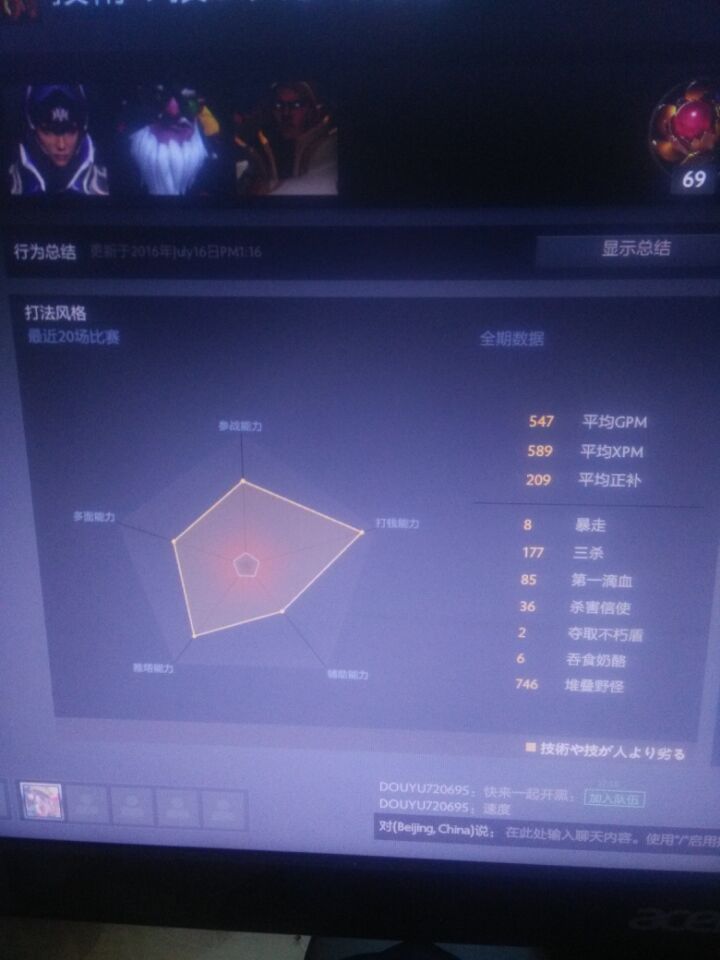 69
行为总结 更新于2016年July16日PM1:16
显示总结
打法风格
最近20场比赛
全期数据
参战能力
打钱能力
辅助能力
推塔能力
多面能力
547 平均GPM
589 平均XPM
209 平均正补
8 暴走
177 三杀
85 第一滴血
36 杀害信使
2 夺取不朽盾
6 吞食奶酪
746 堆叠野怪
技術や技が人より劣る
DOUYU720695：快来一起开黑： 加入队伍
DOUYU720695：速度
对(Beijing, China)说： 在此处输入聊天内容。使用"/"启用
acer